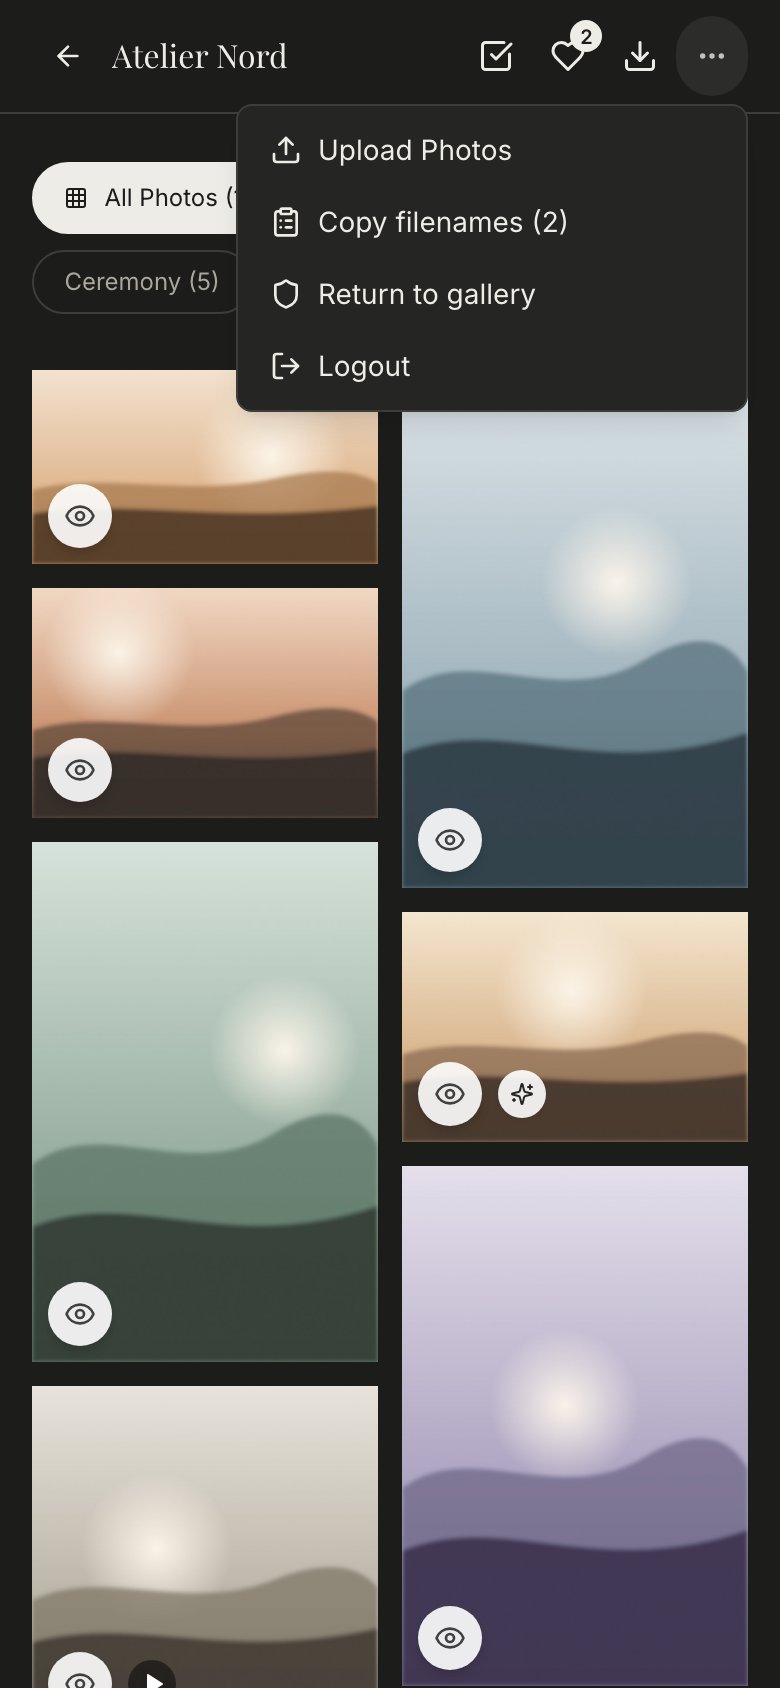 Atelier Nord
2
Upload Photos
All Photos (
Copy filenames (2)
Ceremony (5)
Return to gallery
Logout